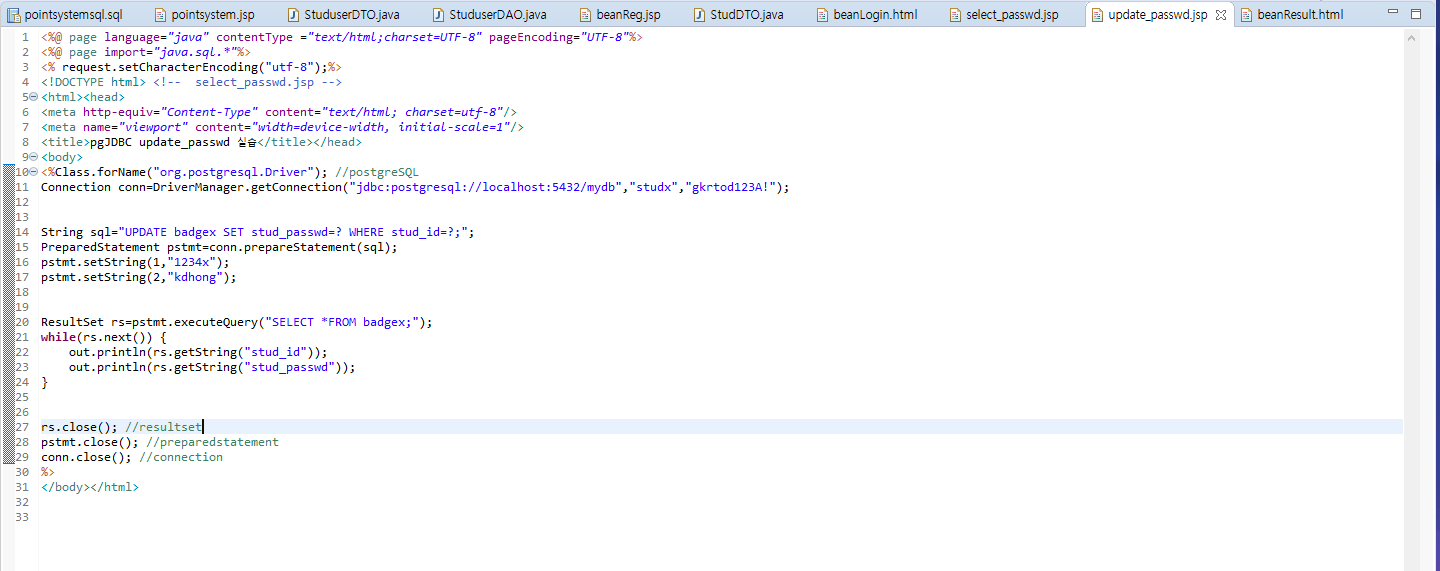 pointsystemsql.sql pointsystem.jsp StuduserDTO.java StuduserDAO.java beanReg.jsp StudDTO.java beanLogin.html select_passwd.jsp update_passwd.jsp beanResult.html
1 <%@ page language="java" contentType ="text/html;charset=UTF-8" pageEncoding="UTF-8"%>
2 <%@ page import="java.sql.*"%>
3 <% request.setCharacterEncoding("utf-8");%>
4 <!DOCTYPE html> <!--  select_passwd.jsp -->
5 <html><head>
6 <meta http-equiv="Content-Type" content="text/html; charset=utf-8"/>
7 <meta name="viewport" content="width=device-width, initial-scale=1"/>
8 <title>pgJDBC update_passwd 실습</title></head>
9 <body>
10 <%Class.forName("org.postgresql.Driver"); //postgreSQL
11 Connection conn=DriverManager.getConnection("jdbc:postgresql://localhost:5432/mydb","studx","gkrtod123A!");
12
13
14 String sql="UPDATE badgex SET stud_passwd=? WHERE stud_id=?;";
15 PreparedStatement pstmt=conn.prepareStatement(sql);
16 pstmt.setString(1,"1234x");
17 pstmt.setString(2,"kdhong");
18
19
20 ResultSet rs=pstmt.executeQuery("SELECT *FROM badgex;");
21 while(rs.next()) {
22     out.println(rs.getString("stud_id"));
23     out.println(rs.getString("stud_passwd"));
24 }
25
26
27 rs.close(); //resultset
28 pstmt.close(); //preparedstatement
29 conn.close(); //connection
30 %>
31 </body></html>
32
33